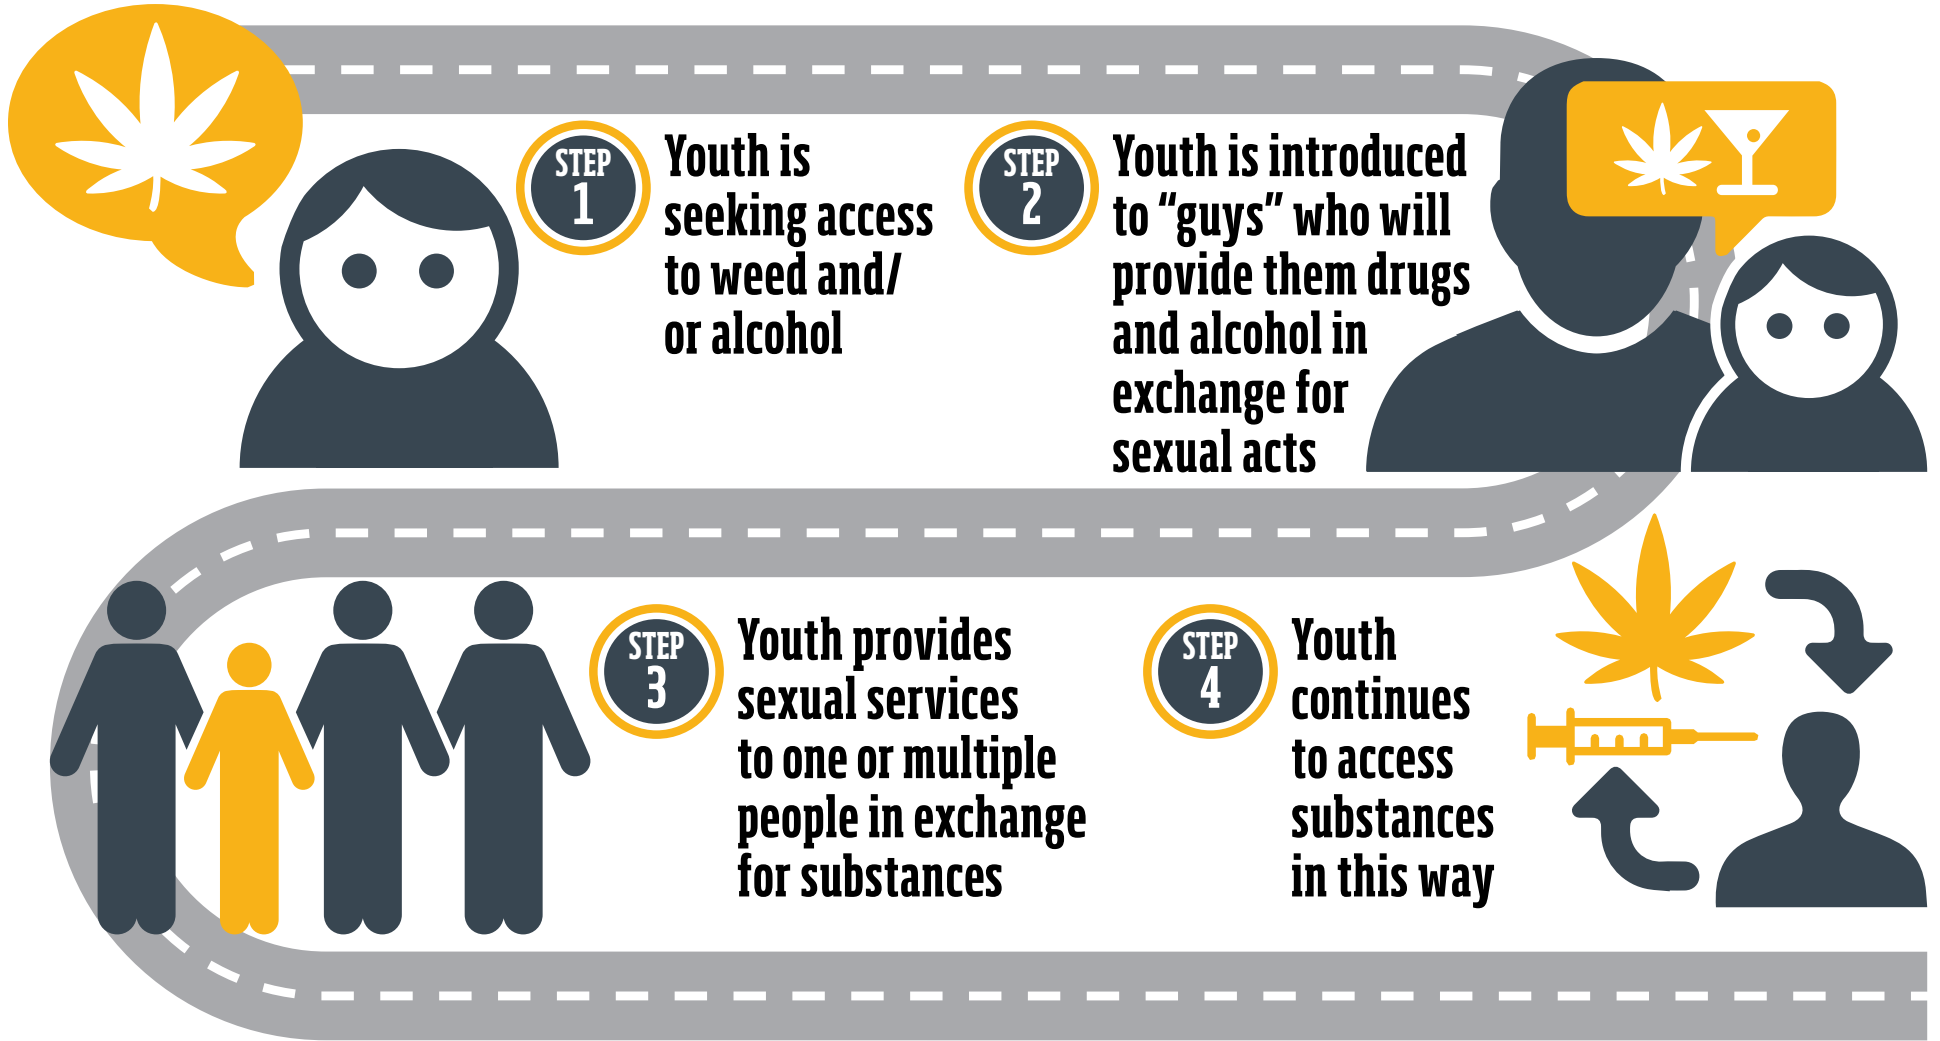 STEP
1
Youth is
seeking access
to weed and/
or alcohol
STEP
2
Youth is introduced
to “guys” who will
provide them drugs
and alcohol in
exchange for
sexual acts
STEP
3
Youth provides
sexual services
to one or multiple
people in exchange
for substances
STEP
4
Youth
continues
to access
substances
in this way